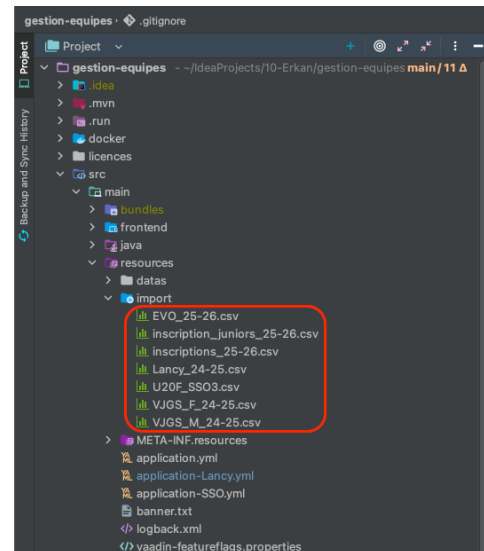 gestion-equipes › .gitignore
Project
Project
gestion-equipes - ~/IdeaProjects/10-Erkan/gestion-equipes main / 11 Δ
.idea
.mvn
.run
docker
licences
src
main
bundles
frontend
java
resources
datas
import
EVO_25-26.csv
inscription_juniors_25-26.csv
inscriptions_25-26.csv
Lancy_24-25.csv
U20F_SSO3.csv
VJGS_F_24-25.csv
VJGS_M_24-25.csv
META-INF.resources
application.yml
application-Lancy.yml
application-SSO.yml
banner.txt
logback.xml
vaadin-featureflags.properties
Backup and Sync History